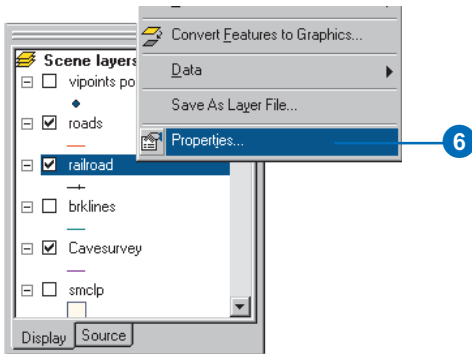 Convert Features to Graphics...
Data
Save As Layer File...
Properties...
6
Scene layers
vipoints po
roads
railroad
brklines
Cavesurvey
smclp
Display
Source